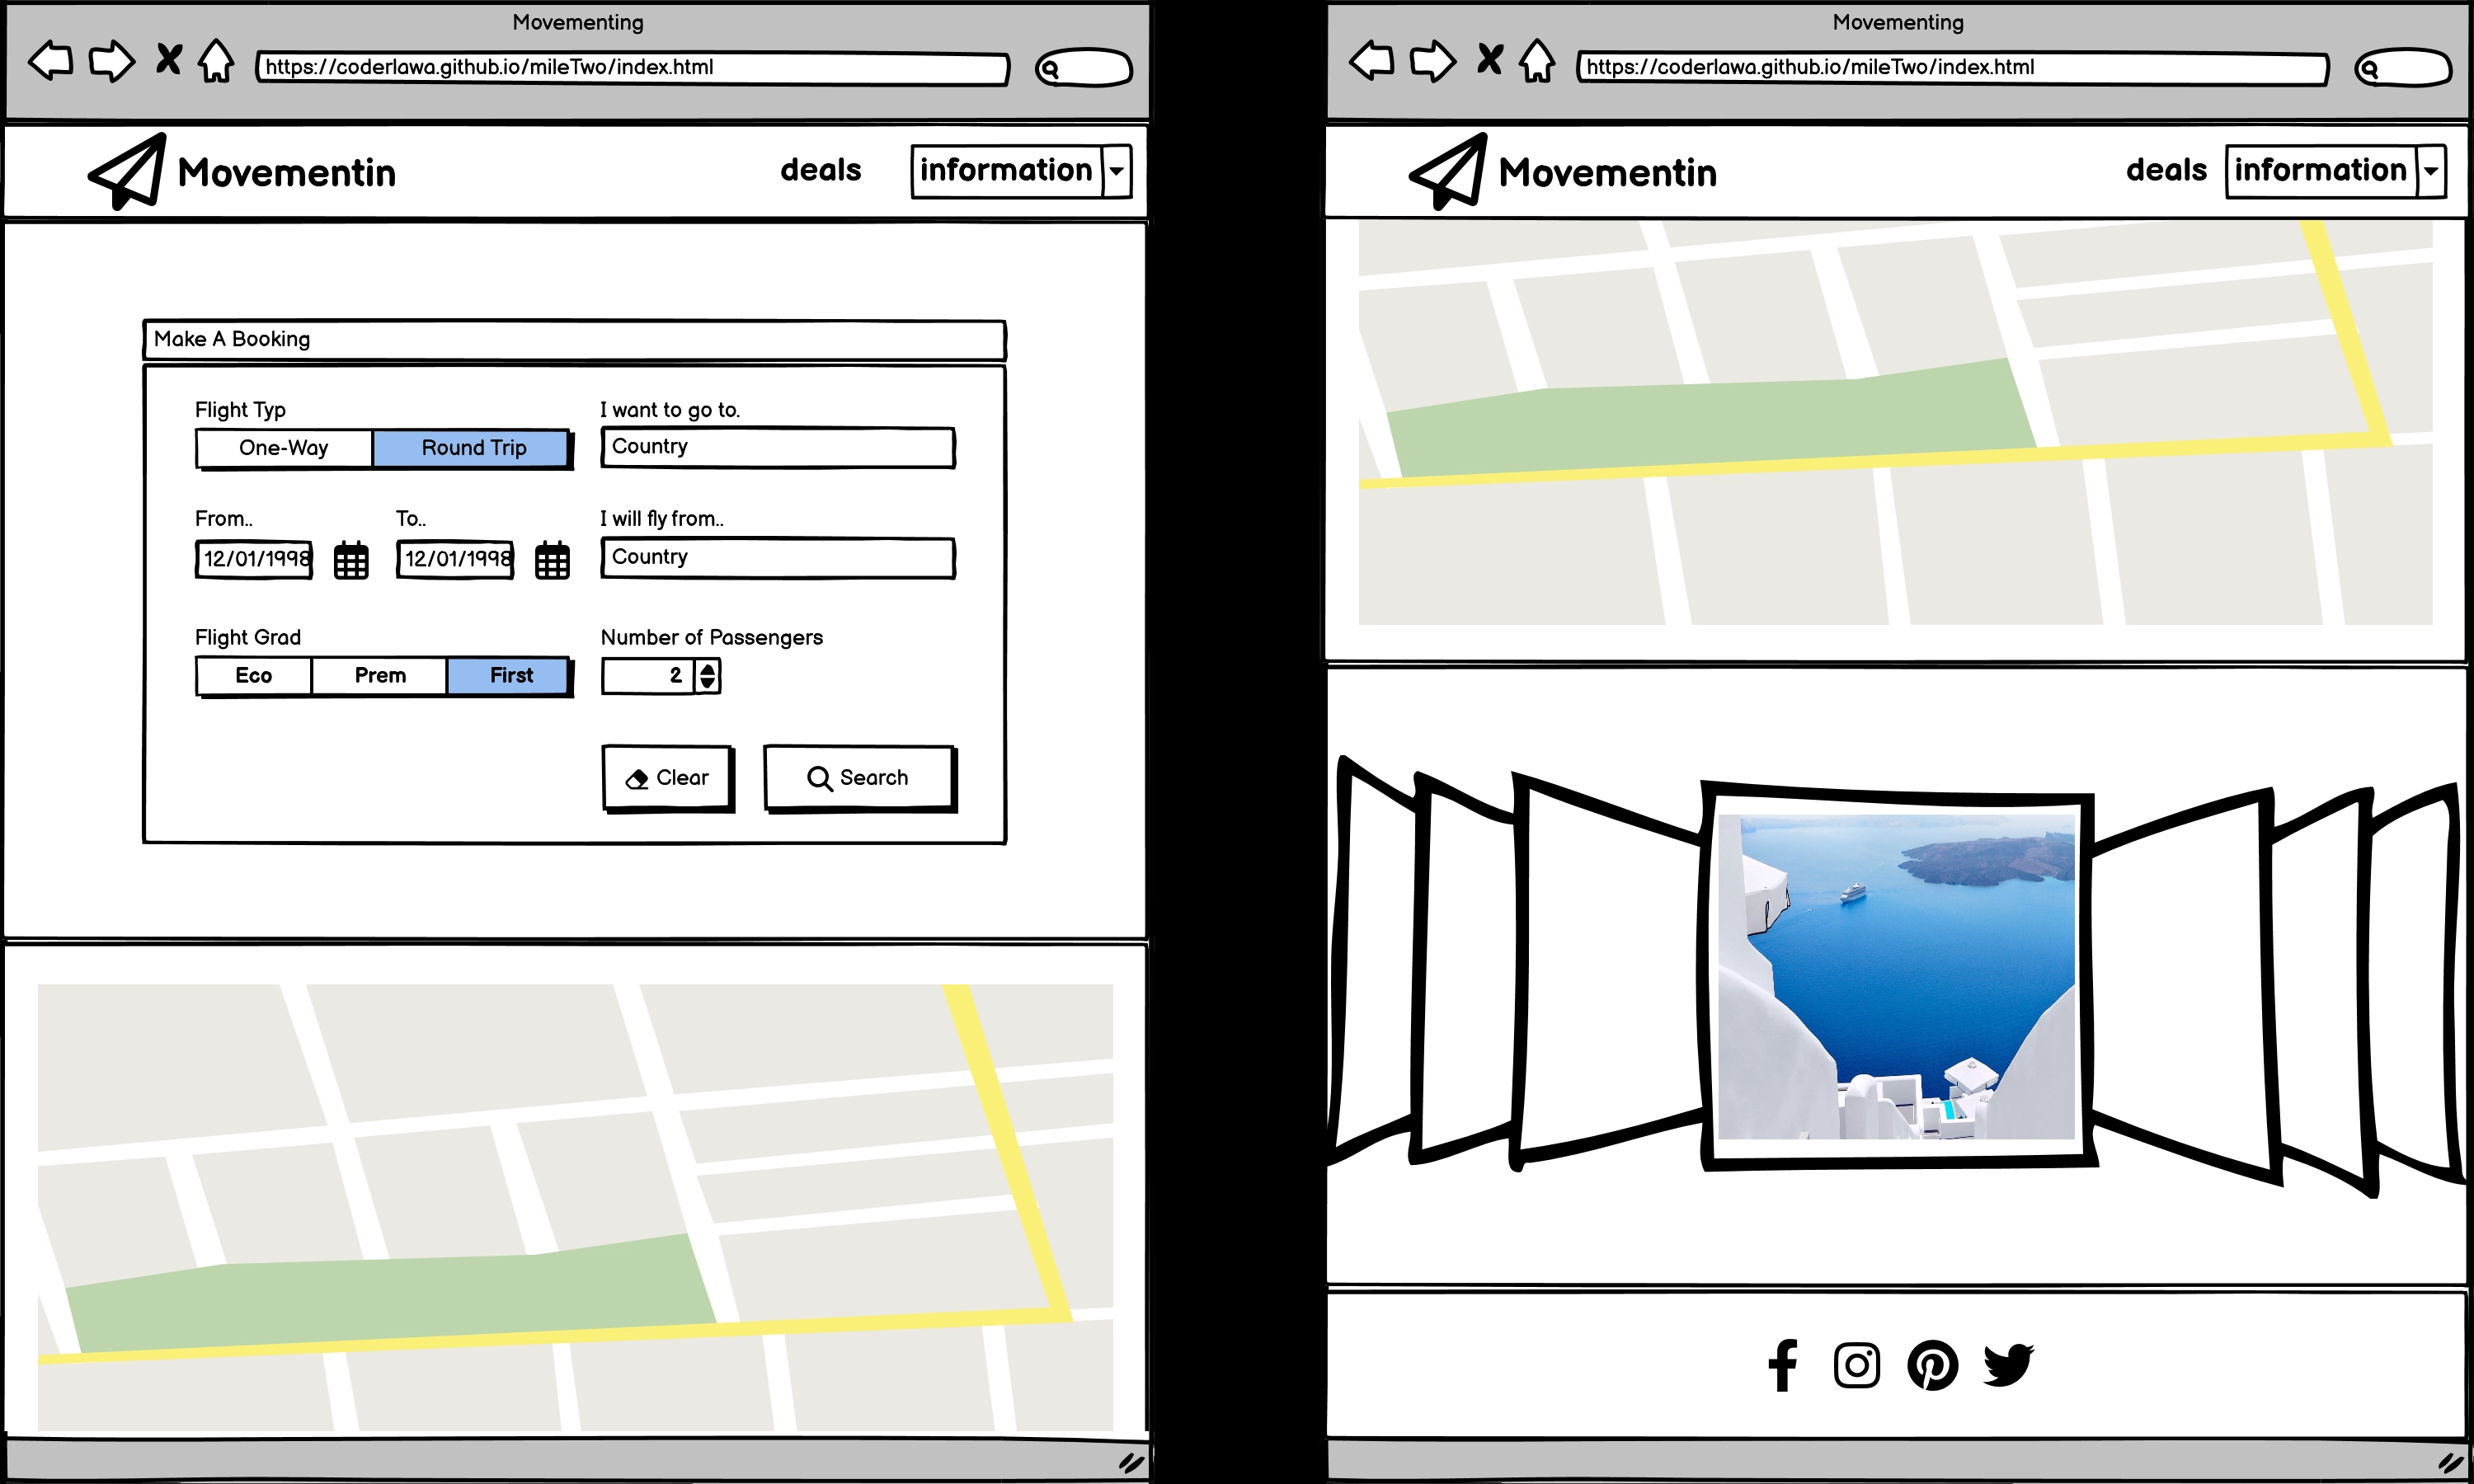 Movementing
https://coderlawa.github.io/mileTwo/index.html
Movementin
deals
information
Make A Booking
Flight Typ
One-Way
Round Trip
I want to go to.
Country
From..
To..
12/01/1998
12/01/1998
I will fly from..
Country
Flight Grad
Eco
Prem
First
Number of Passengers
2
Clear
Search
Movementing
https://coderlawa.github.io/mileTwo/index.html
Movementin
deals
information